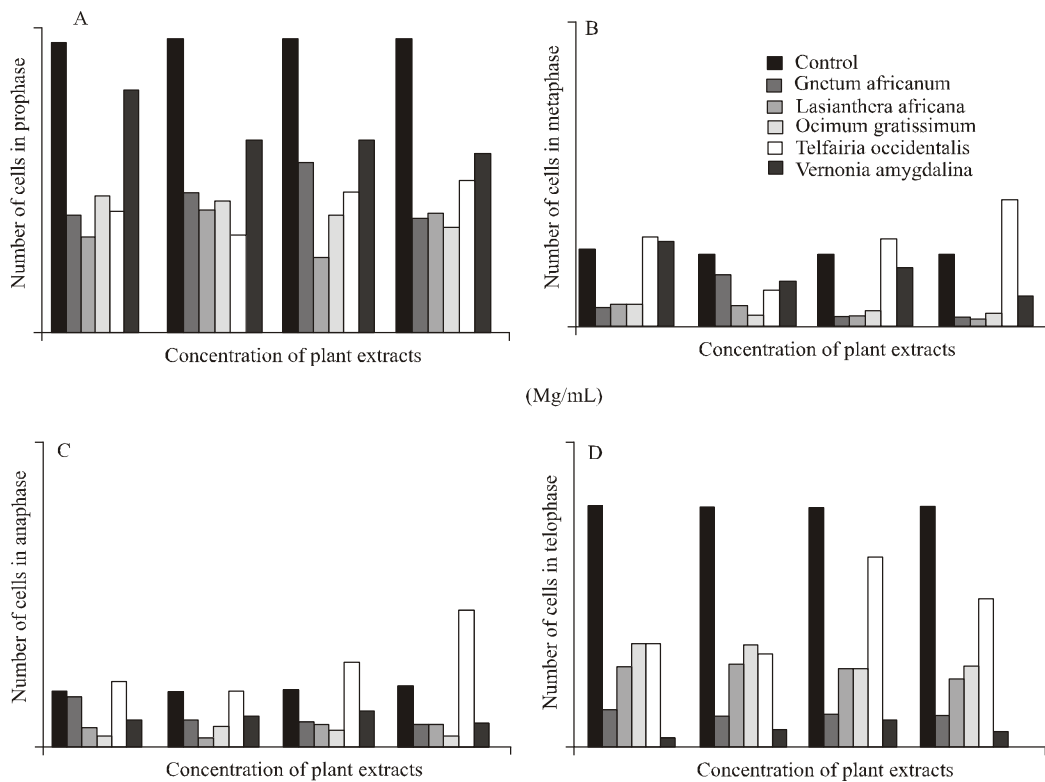 A
Number of cells in prophase
Concentration of plant extracts
B
Number of cells in metaphase
Control
Gnctum africanum
Lasianthera africana
Ocimum gratissimum
Telfairia occidentalis
Vernonia amygdalina
Concentration of plant extracts
(Mg/mL)
C
Number of cells in anaphase
Concentration of plant extracts
D
Number of cells in telophase
Concentration of plant extracts